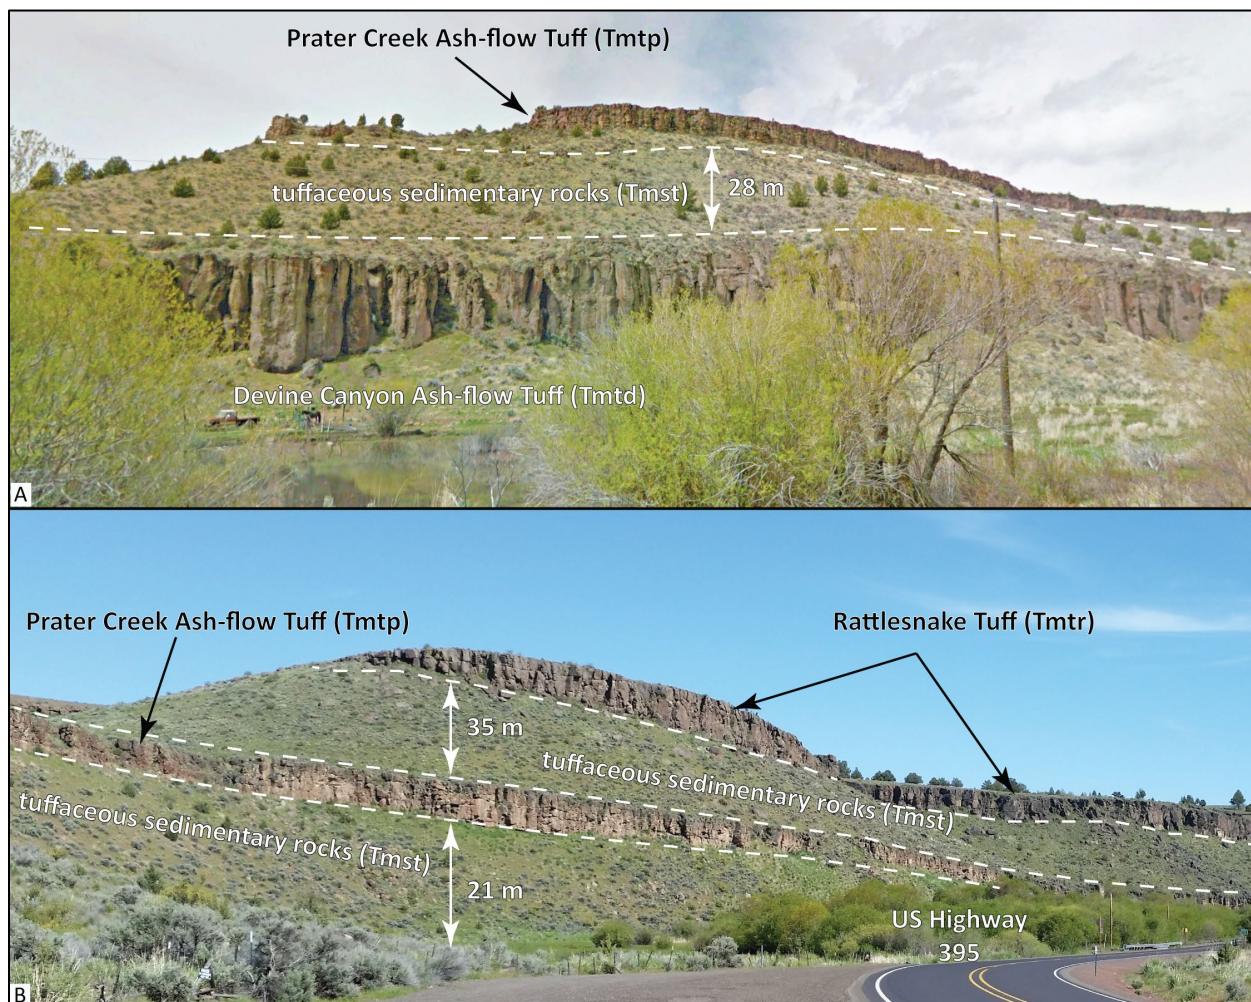 Prater Creek Ash-flow Tuff (Tmtp)
tuffaceous sedimentary rocks (Tmst)
28 m
Devine Canyon Ash-flow Tuff (Tmtd)
A
Prater Creek Ash-flow Tuff (Tmtp)
Rattlesnake Tuff (Tmtr)
35 m
tuffaceous sedimentary rocks (Tmst)
tuffaceous sedimentary rocks (Tmst)
21 m
US Highway
395
B